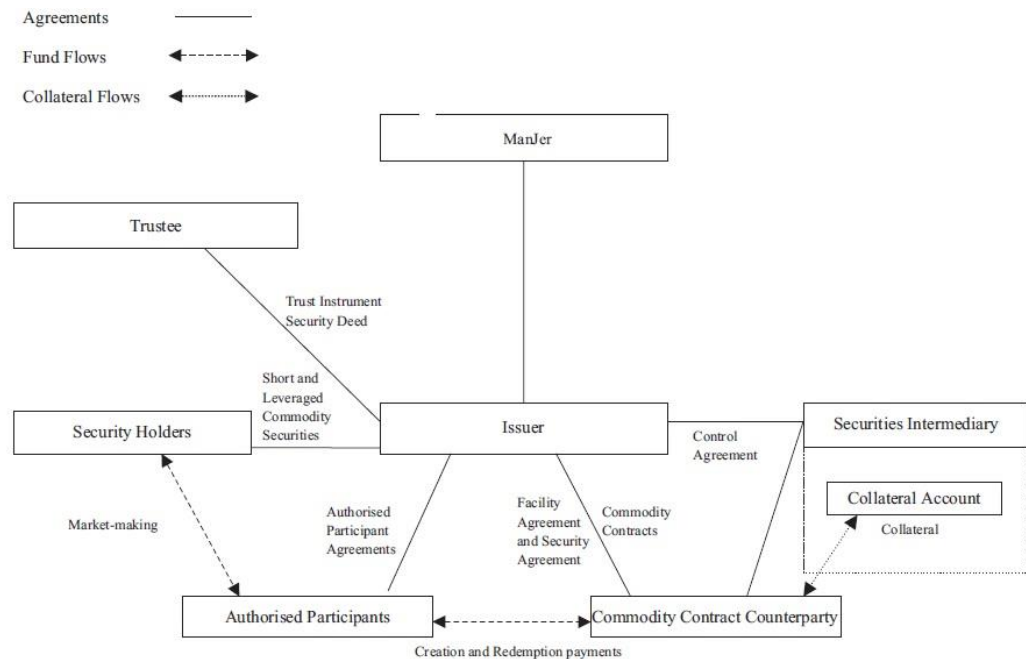 Agreements
Fund Flows
Collateral Flows
ManJer
Trustee
Trust Instrument
Security Deed
Short and
Leveraged
Commodity
Securities
Security Holders
Issuer
Control
Agreement
Securities Intermediary
Collateral Account
Collateral
Market-making
Authorised
Participant
Agreements
Facility
Agreement
and Security
Agreement
Commodity
Contracts
Authorised Participants
Commodity Contract Counterparty
Creation and Redemption payments